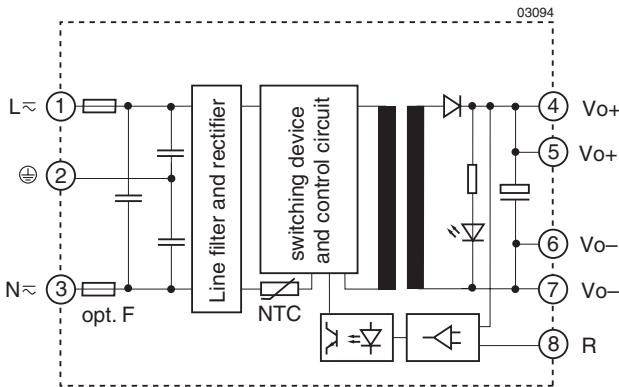 03094
L≂ 1
4 Vo+
5 Vo+
2
6 Vo–
N≂ 3
7 Vo–
8 R
opt. F
Line filter and rectifier
switching device
and control circuit
NTC